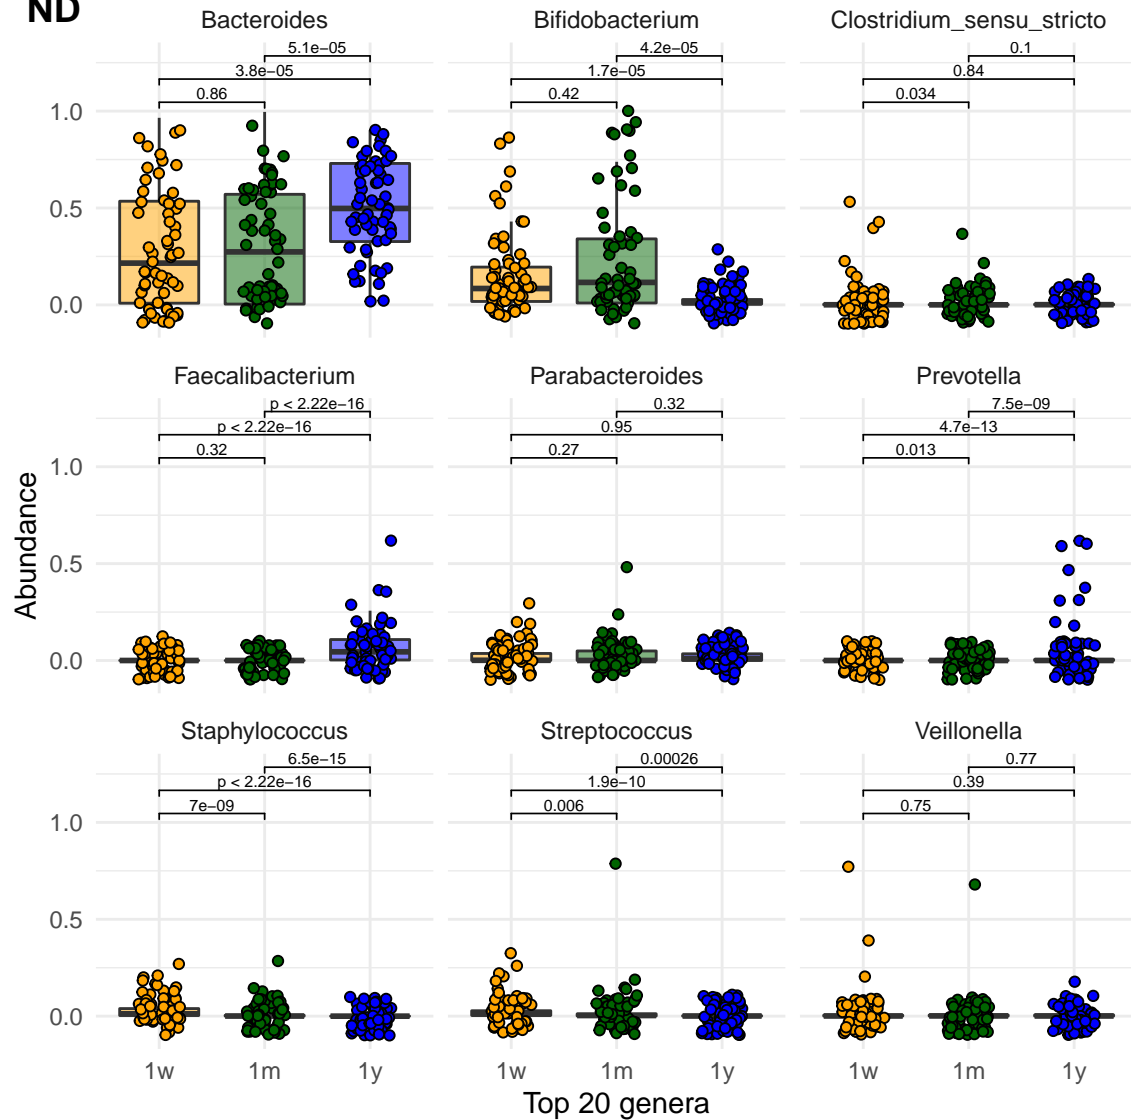 ND
Bacteroides Bifidobacterium Clostridium_sensu_stricto
5.1e−05 4.2e−05 0.1
3.8e−05 1.7e−05 0.84
0.86 0.42 0.034
1.0
0.5
0.0
Faecalibacterium Parabacteroides Prevotella
p < 2.22e−16 0.32 7.5e−09
p < 2.22e−16 0.95 4.7e−13
0.32 0.27 0.013
1.0
0.5
0.0
Abundance
Staphylococcus Streptococcus Veillonella
6.5e−15 0.00026 0.77
p < 2.22e−16 1.9e−10 0.39
7e−09 0.006 0.75
1.0
0.5
0.0
1w 1m 1y 1w 1m 1y 1w 1m 1y
Top 20 genera